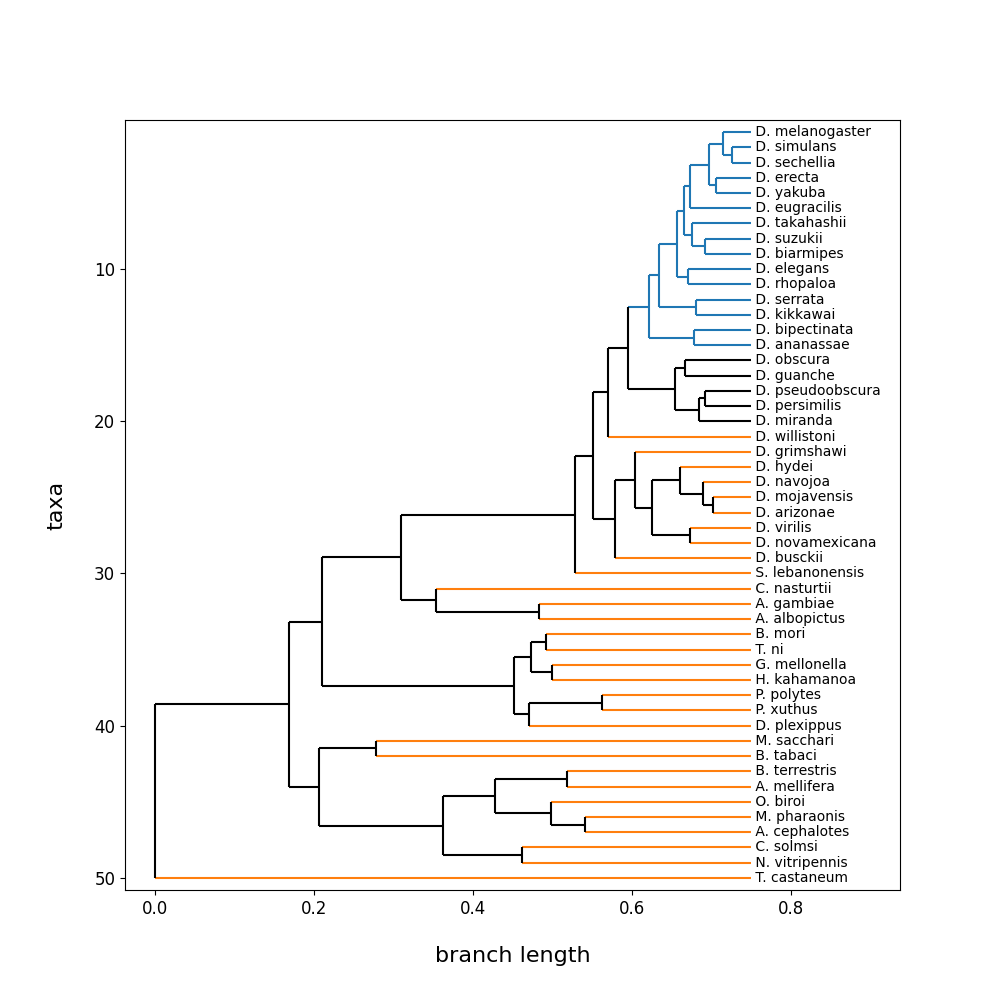 D. melanogaster
D. simulans
D. sechellia
D. erecta
D. yakuba
D. eugracilis
D. takahashii
D. suzukii
D. biarmipes
D. elegans
D. rhopaloa
D. serrata
D. kikkawai
D. bipectinata
D. ananassae
D. obscura
D. guanche
D. pseudoobscura
D. persimilis
D. miranda
D. willistoni
D. grimshawi
D. hydei
D. navojoa
D. mojavensis
D. arizonae
D. virilis
D. novamexicana
D. busckii
S. lebanonensis
C. nasturtii
A. gambiae
A. albopictus
B. mori
T. ni
G. mellonella
H. kahamanoa
P. polytes
P. xuthus
D. plexippus
M. sacchari
B. tabaci
B. terrestris
A. mellifera
O. biroi
M. pharaonis
A. cephalotes
C. solmsi
N. vitripennis
T. castaneum
10
20
30
40
50
taxa
0.0 0.2 0.4 0.6 0.8
branch length